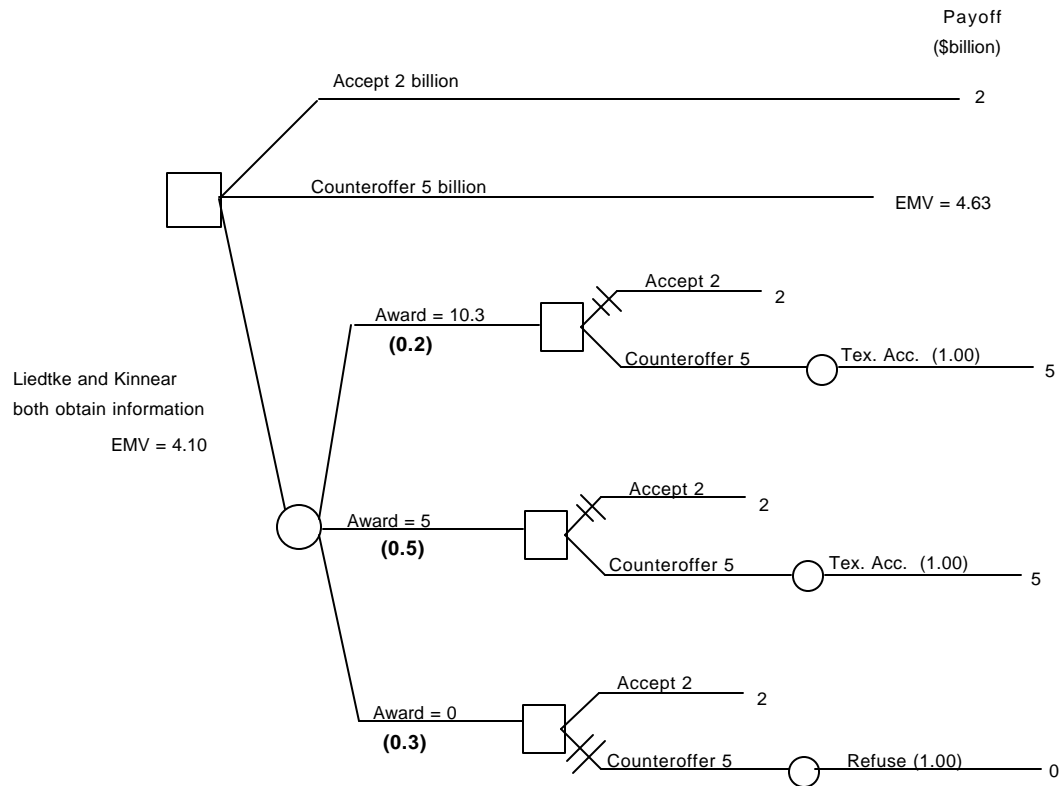 Payoff
($billion)
Accept 2 billion
2
Counteroffer 5 billion
EMV = 4.63
Accept 2
2
Award = 10.3
(0.2)
Counteroffer 5
Tex. Acc. (1.00)
5
Liedtke and Kinnear
both obtain information
EMV = 4.10
Accept 2
2
Award = 5
(0.5)
Counteroffer 5
Tex. Acc. (1.00)
5
Accept 2
2
Award = 0
(0.3)
Counteroffer 5
Refuse (1.00)
0